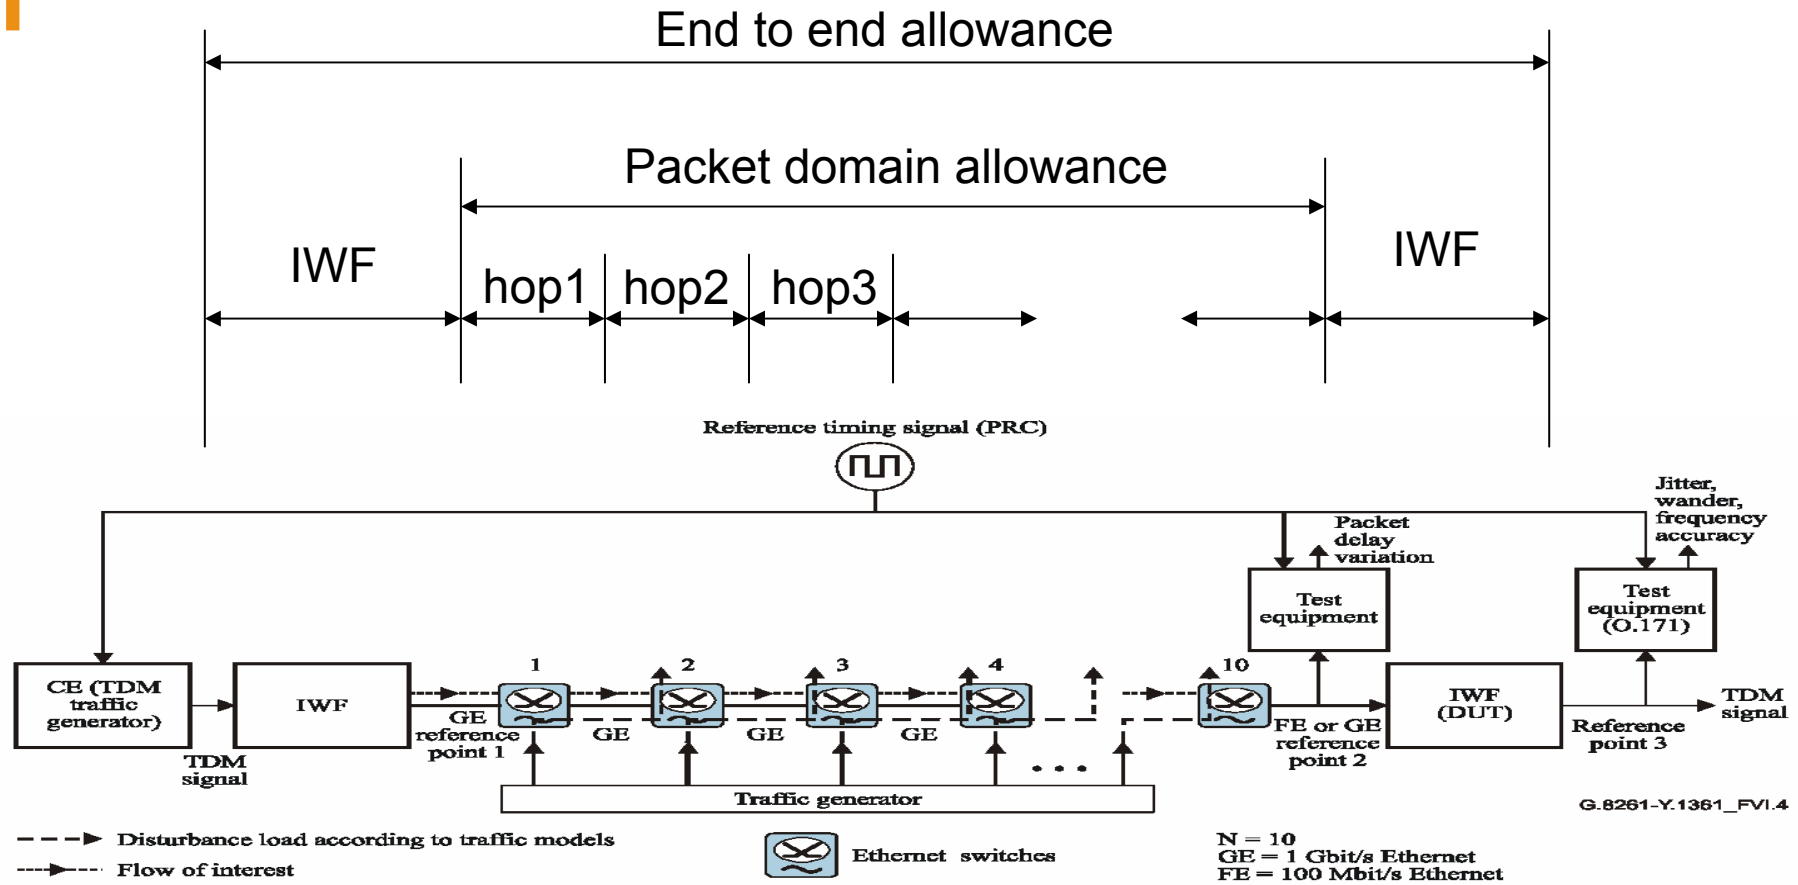 End to end allowance
Packet domain allowance
IWF
IWF
hop1
hop2
hop3
Reference timing signal (PRC)
Jitter,
wander,
frequency
accuracy
Packet
delay
variation
Test
equipment
Test
equipment
(O.171)
CE (TDM
traffic
generator)
IWF
1
2
3
4
10
IWF
(DUT)
TDM
signal
GE
reference
point 1
GE
GE
GE
FE or GE
reference
point 2
Reference
point 3
TDM
signal
Traffic generator
G.8261-Y.1361_FVI.4
Disturbance load according to traffic models
Flow of interest
Ethernet switches
N = 10
GE = 1 Gbit/s Ethernet
FE = 100 Mbit/s Ethernet